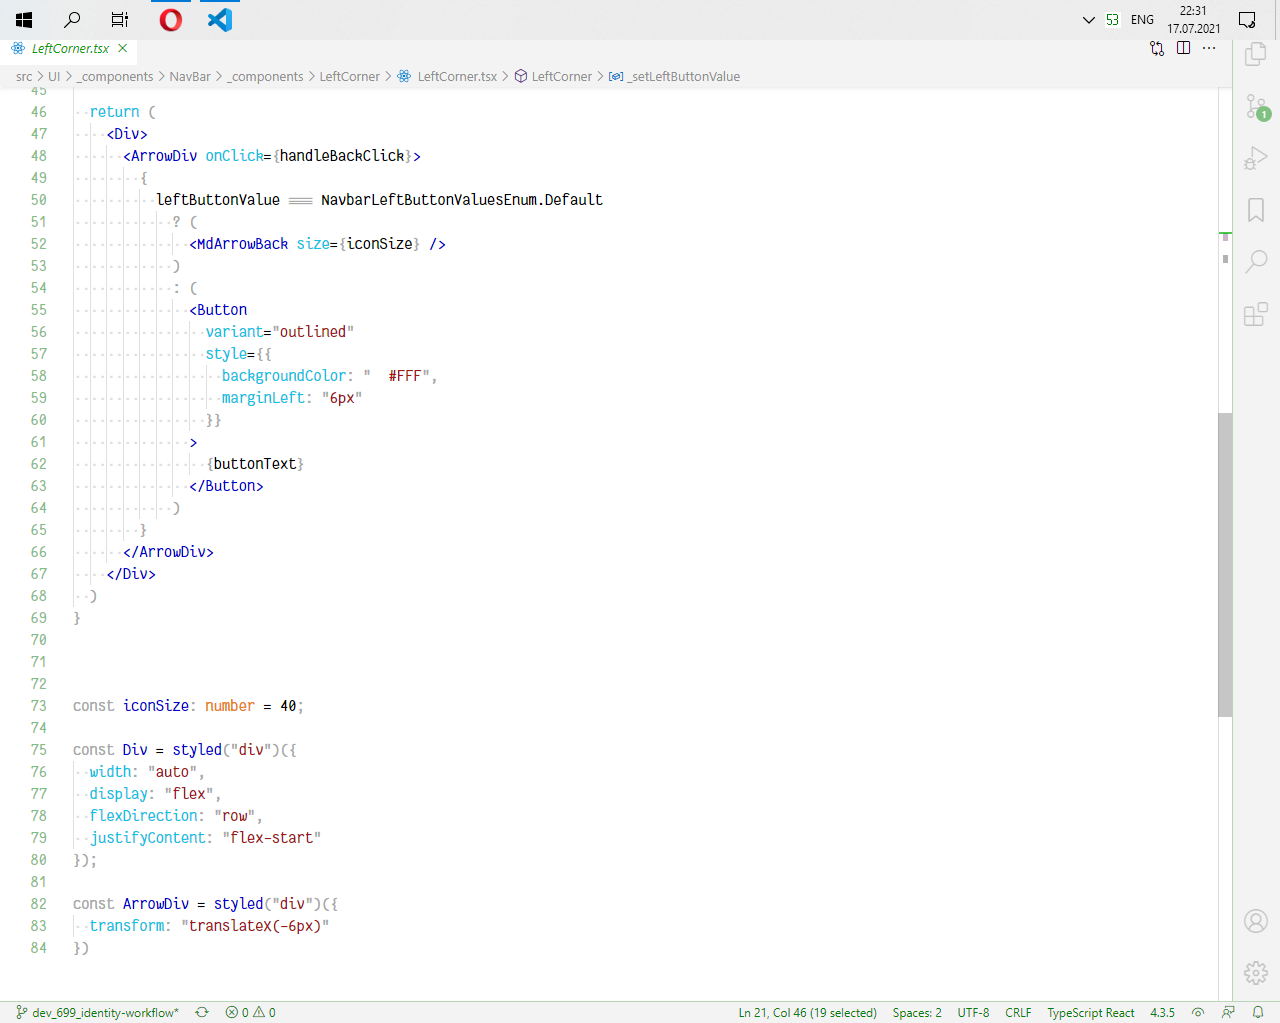 53 ENG 22:31
17.07.2021
LeftCorner.tsx
src > UI > _components > NavBar > _components > LeftCorner > LeftCorner.tsx > LeftCorner > _setLeftButtonValue
1
45
46 return (
47 <Div>
48 <ArrowDiv onClick={handleBackClick}>
49 {
50 leftButtonValue === NavbarLeftButtonValuesEnum.Default
51 ? (
52 <MdArrowBack size={iconSize} />
53 )
54 : (
55 <Button
56 variant="outlined"
57 style={{
58 backgroundColor: "  #FFF",
59 marginLeft: "6px"
60 }}
61 >
62 {buttonText}
63 </Button>
64 )
65 }
66 </ArrowDiv>
67 </Div>
68 )
69 }
70
71
72
73 const iconSize: number = 40;
74
75 const Div = styled("div")({
76 width: "auto",
77 display: "flex",
78 flexDirection: "row",
79 justifyContent: "flex-start"
80 });
81
82 const ArrowDiv = styled("div")({
83 transform: "translateX(-6px)"
84 })
dev_699_identity-workflow* 0 0 Ln 21, Col 46 (19 selected) Spaces: 2 UTF-8 CRLF TypeScript React 4.3.5